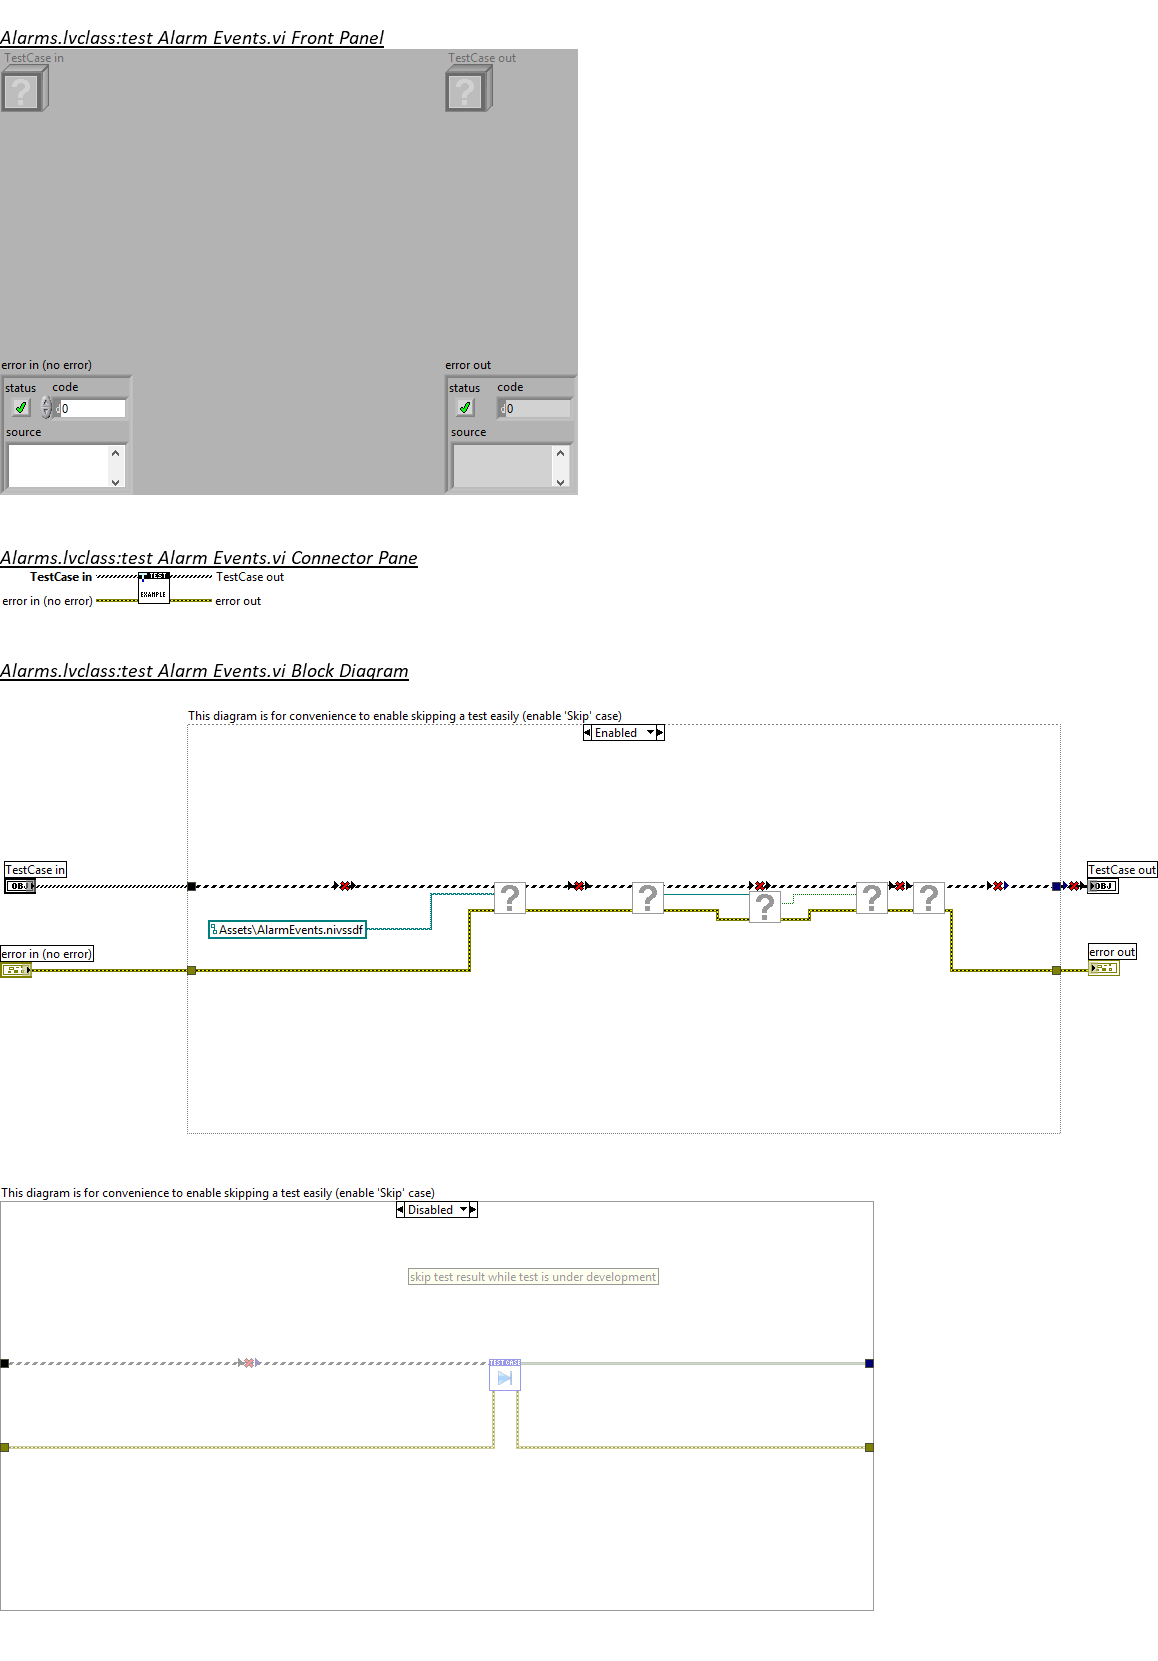 Alarms.lvclass:test Alarm Events.vi Front Panel
TestCase in
TestCase out
error in (no error)
error out
status
code
status
code
d
0
d
0
source
source
Alarms.lvclass:test Alarm Events.vi Connector Pane
TestCase in
TEST
TestCase out
error in (no error)
EXAMPLE
error out
Alarms.lvclass:test Alarm Events.vi Block Diagram
This diagram is for convenience to enable skipping a test easily (enable 'Skip' case)
Enabled
TestCase in
TestCase out
OBJ
OBJ
Assets\AlarmEvents.nivssdf
error in (no error)
error out
This diagram is for convenience to enable skipping a test easily (enable 'Skip' case)
Disabled
skip test result while test is under development
TESTCASE